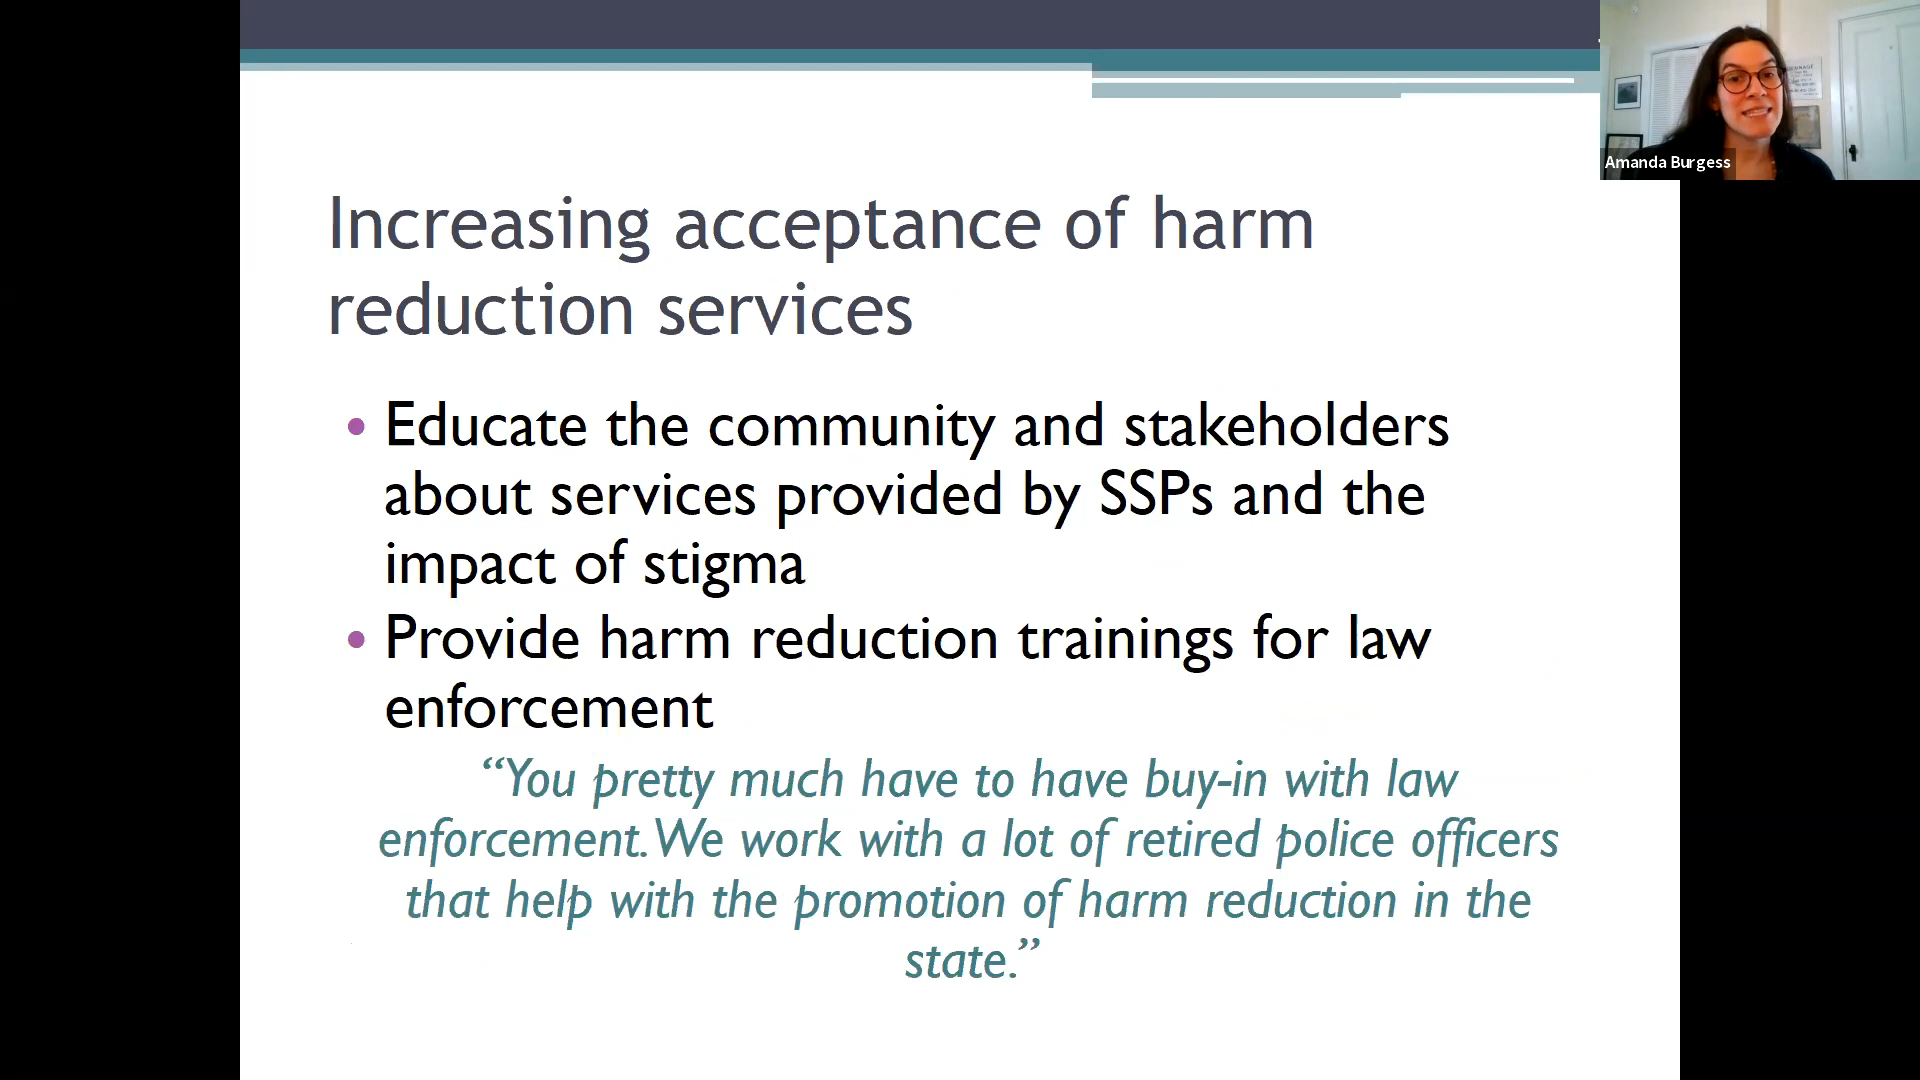 Increasing acceptance of harm
reduction services
• Educate the community and stakeholders
about services provided by SSPs and the
impact of stigma
• Provide harm reduction trainings for law
enforcement
“You pretty much have to have buy-in with law
enforcement. We work with a lot of retired police officers
that help with the promotion of harm reduction in the
state.”
Amanda Burgess